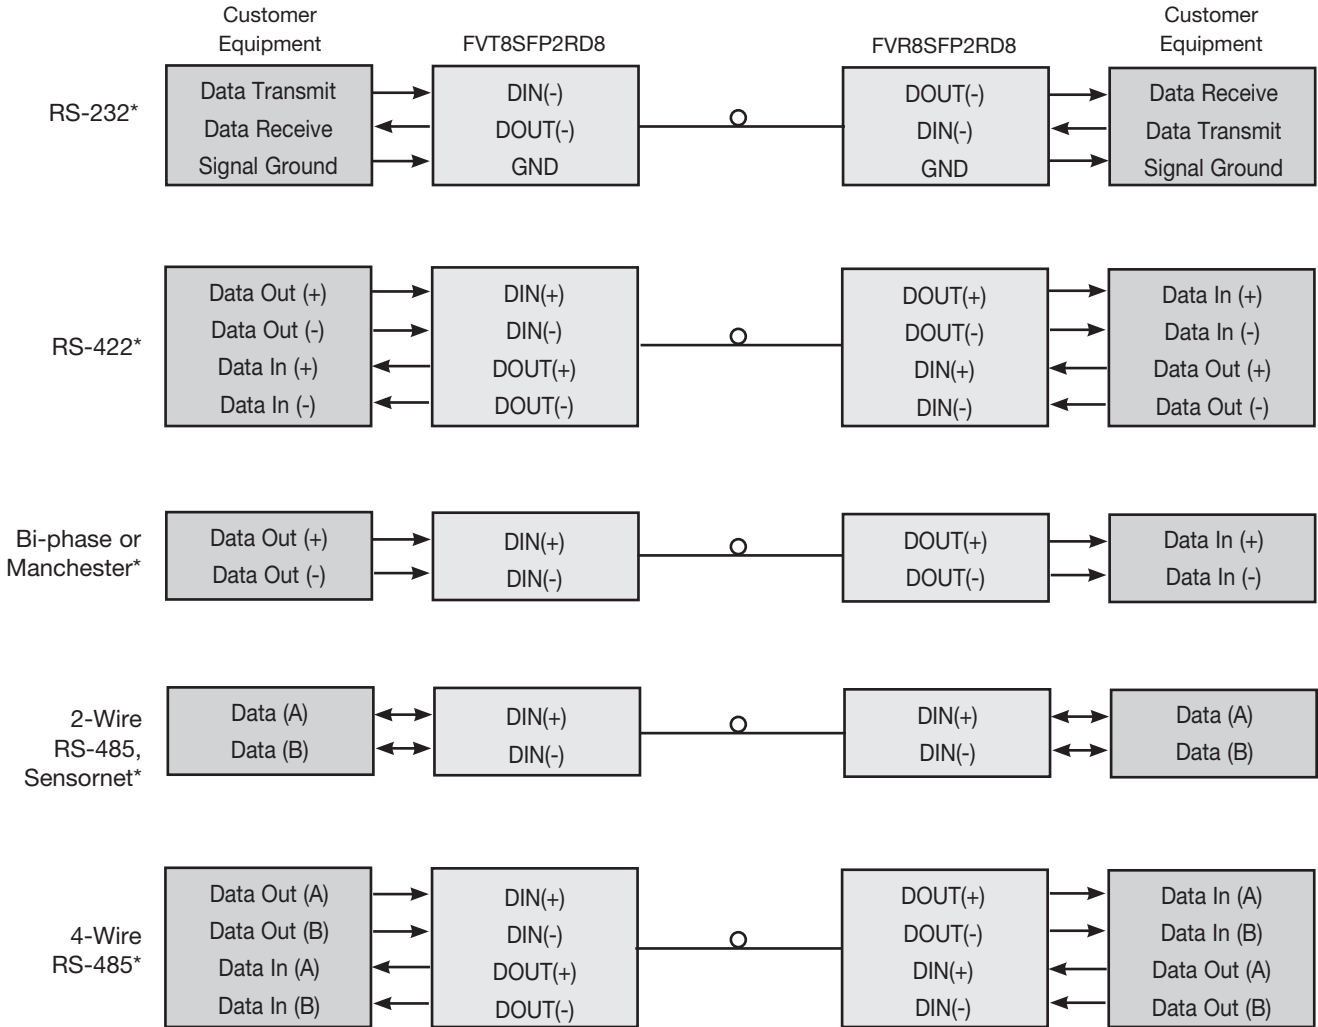 Customer
Equipment
FVT8SFP2RD8
FVR8SFP2RD8
Customer
Equipment
RS-232*
Data Transmit
Data Receive
Signal Ground
DIN(-)
DOUT(-)
GND
DOUT(-)
DIN(-)
GND
Data Receive
Data Transmit
Signal Ground
RS-422*
Data Out (+)
Data Out (-)
Data In (+)
Data In (-)
DIN(+)
DIN(-)
DOUT(+)
DOUT(-)
DOUT(+)
DOUT(-)
DIN(+)
DIN(-)
Data In (+)
Data In (-)
Data Out (+)
Data Out (-)
Bi-phase or
Manchester*
Data Out (+)
Data Out (-)
DIN(+)
DIN(-)
DOUT(+)
DOUT(-)
Data In (+)
Data In (-)
2-Wire
RS-485,
Sensornet*
Data (A)
Data (B)
DIN(+)
DIN(-)
DIN(+)
DIN(-)
Data (A)
Data (B)
4-Wire
RS-485*
Data Out (A)
Data Out (B)
Data In (A)
Data In (B)
DIN(+)
DIN(-)
DOUT(+)
DOUT(-)
DOUT(+)
DOUT(-)
DIN(+)
DIN(-)
Data In (A)
Data In (B)
Data Out (A)
Data Out (B)